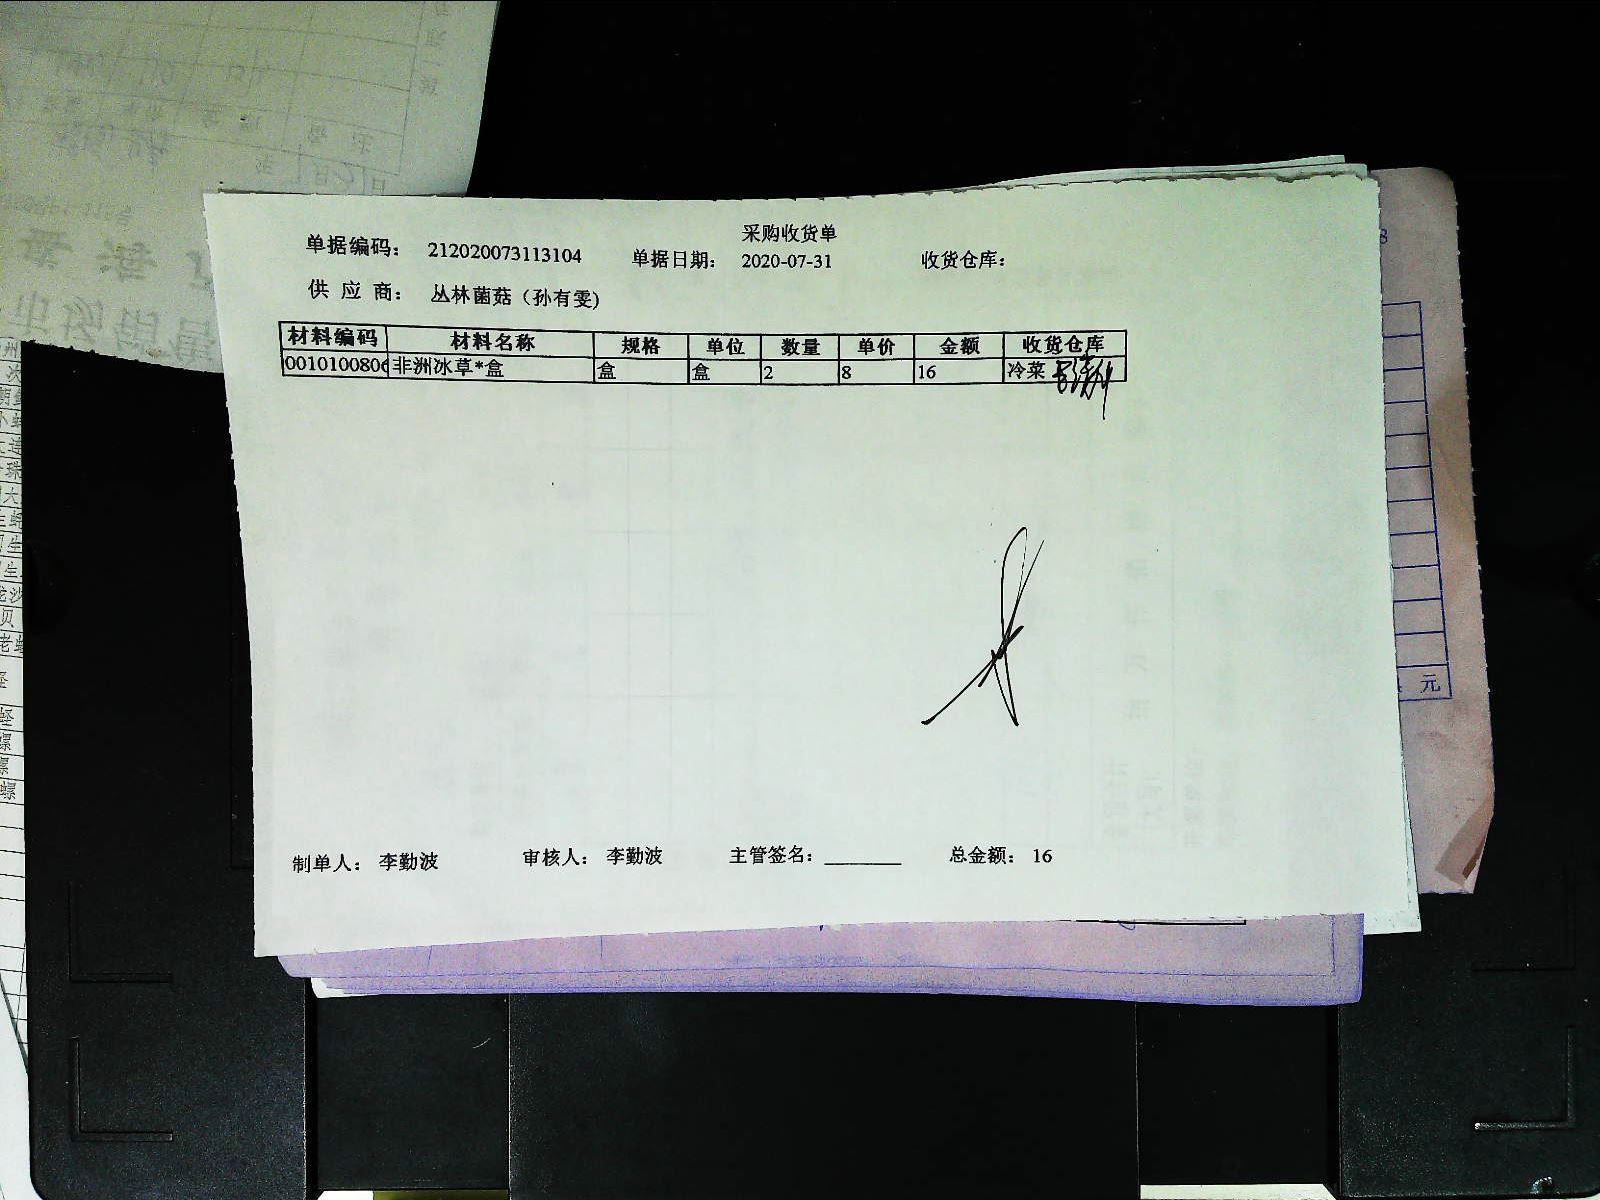 采购收货单
单据编码： 212020073113104 单据日期： 2020-07-31 收货仓库：
供 应 商： 丛林菌菇（孙有雯)
材料编码 材料名称 规格 单位 数量 单价 金额 收货仓库
0010100806 非洲冰草*盒 盒 盒 2 8 16 冷菜
制单人： 李勤波 审核人： 李勤波 主管签名：________ 总金额： 16
元